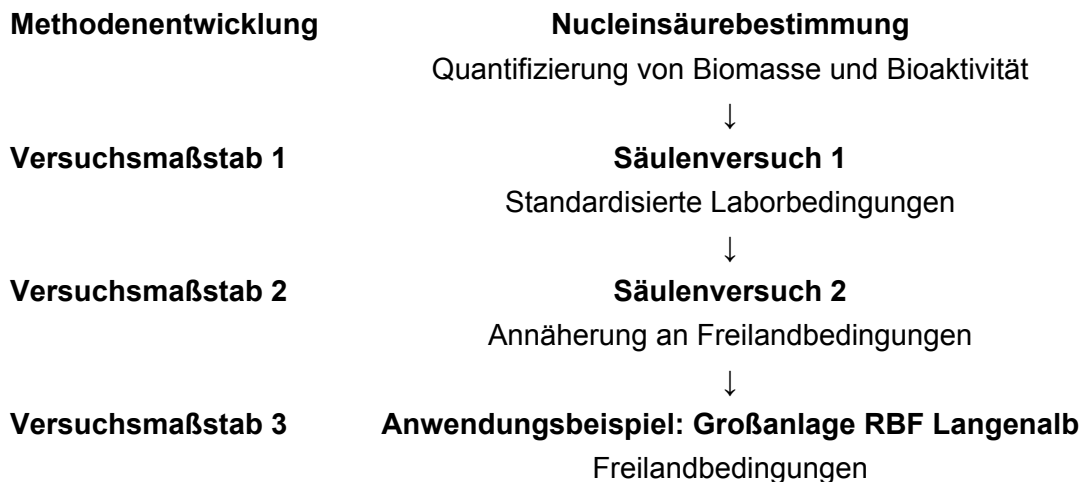 Methodenentwicklung Nucleinsäurebestimmung
Quantifizierung von Biomasse und Bioaktivität
↓
Versuchsmaßstab 1 Säulenversuch 1
Standardisierte Laborbedingungen
↓
Versuchsmaßstab 2 Säulenversuch 2
Annäherung an Freilandbedingungen
↓
Versuchsmaßstab 3 Anwendungsbeispiel: Großanlage RBF Langenalb
Freilandbedingungen